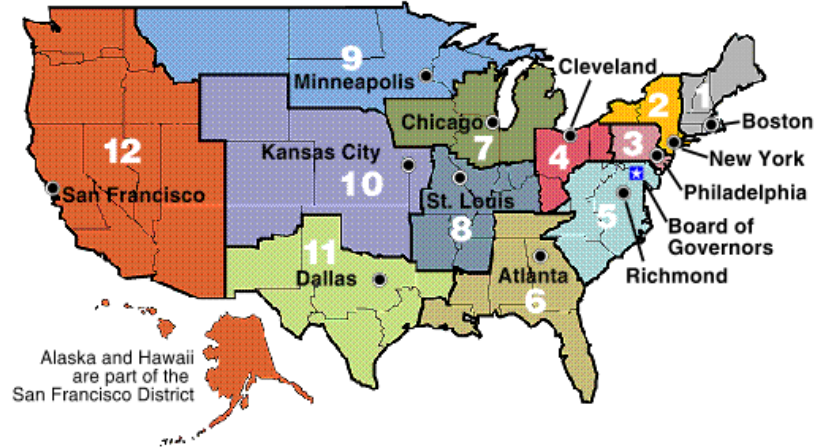 9
Minneapolis
Cleveland
2
1
Chicago
7
Boston
12
3
Kansas City
4
New York
10
San Francisco
St. Louis
Philadelphia
5
8
Board of
Governors
11
Dallas
Atlanta
Richmond
6
Alaska and Hawaii
are part of the
San Francisco District